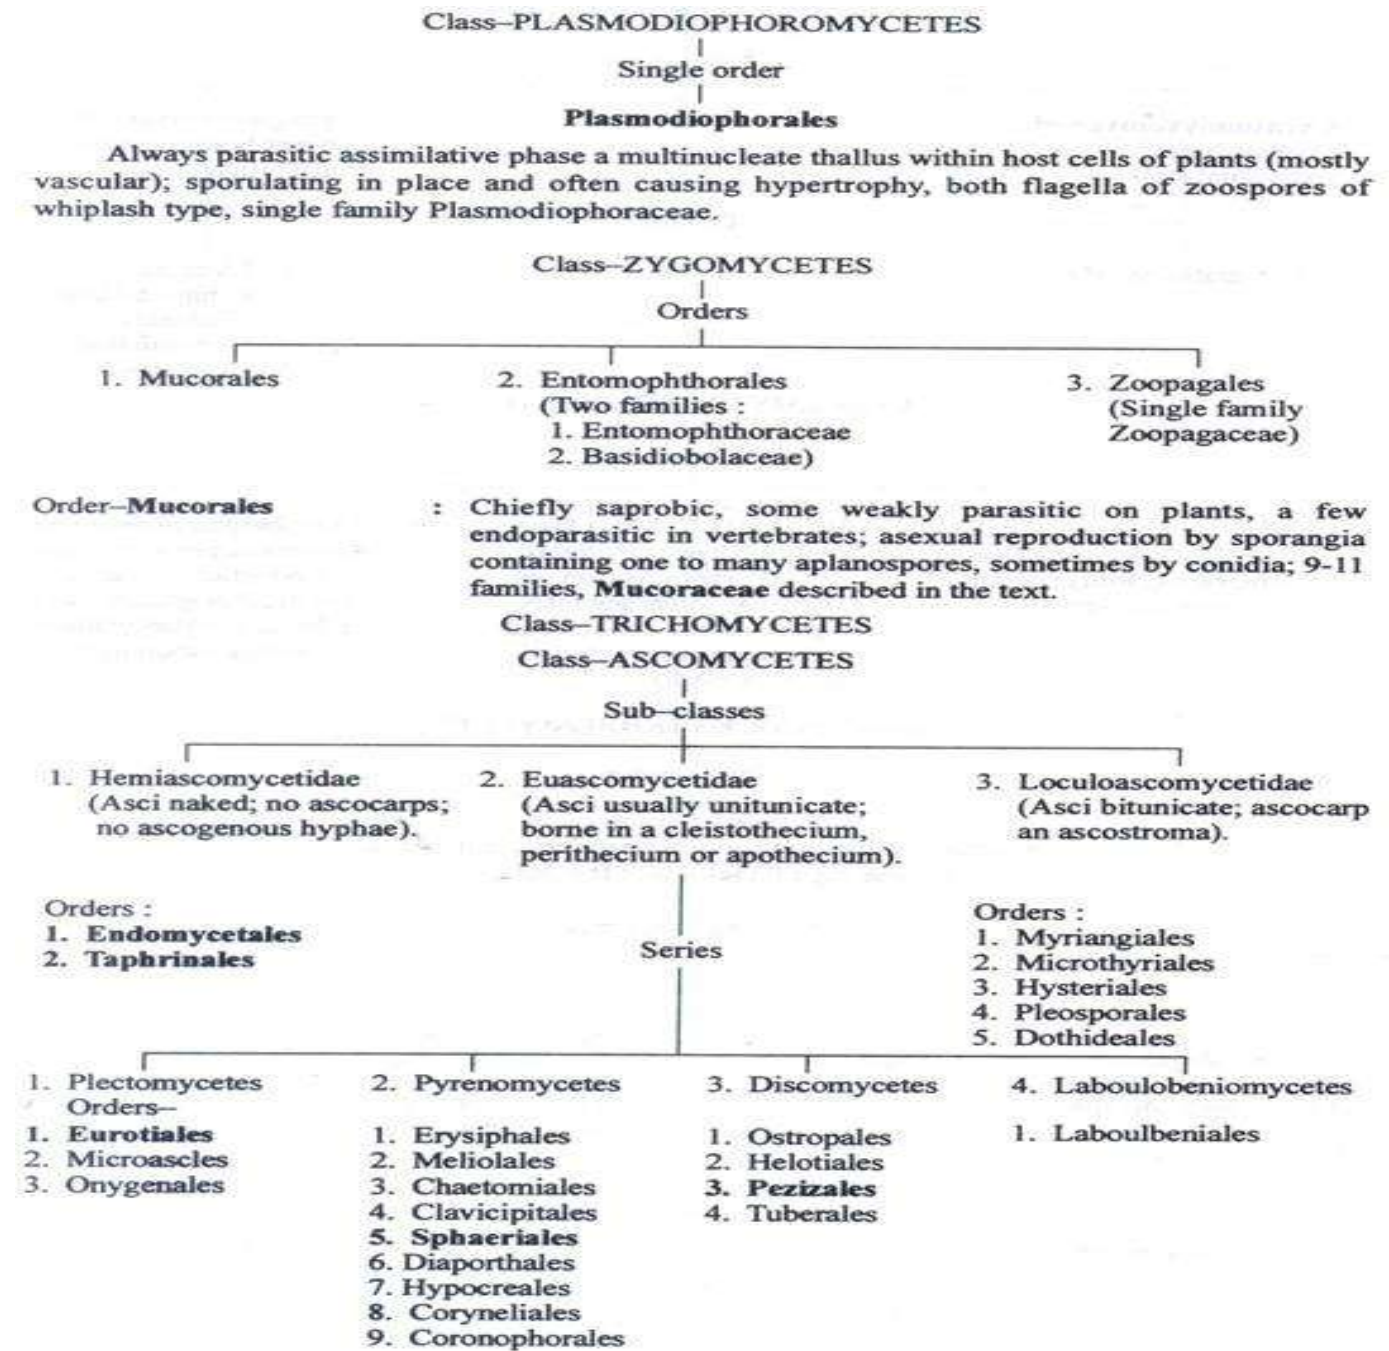 Class–PLASMODIOPHOROMYCETES
Single order
Plasmodiophorales
Always parasitic assimilative phase a multinucleate thallus within host cells of plants (mostly
vascular); sporulating in place and often causing hypertrophy, both flagella of zoospores of
whiplash type, single family Plasmodiophoraceae.
Class–ZYGOMYCETES
Orders
1. Mucorales
2. Entomophthorales
(Two families :
1. Entomophthoraceae
2. Basidiobolaceae)
3. Zoopagales
(Single family
Zoopagaceae)
Order–Mucorales : Chiefly saprobic, some weakly parasitic on plants, a few
endoparasitic in vertebrates; asexual reproduction by sporangia
containing one to many aplanospores, sometimes by conidia; 9-11
families, Mucoraceae described in the text.
Class–TRICHOMYCETES
Class–ASCOMYCETES
Sub–classes
1. Hemiascomycetidae
(Asci naked; no ascocarps;
no ascogenous hyphae).
2. Euascomycetidae
(Asci usually unitunicate;
borne in a cleistothecium,
perithecium or apothecium).
3. Loculoascomycetidae
(Asci bitunicate; ascocarp
an ascostroma).
Orders :
1. Endomycetales
2. Taphrinales
Series
Orders :
1. Myriangiales
2. Microthyriales
3. Hysteriales
4. Pleosporales
5. Dothideales
1. Plectomycetes
Orders–
1. Eurotiales
2. Microascles
3. Onygenales
2. Pyrenomycetes
1. Erysiphales
2. Meliolales
3. Chaetomiales
4. Clavicipitales
5. Sphaeriales
6. Diaporthales
7. Hypocreales
8. Coryneliales
9. Coronophorales
3. Discomycetes
1. Ostropales
2. Helotiales
3. Pezizales
4. Tuberales
4. Laboulobeniomycetes
1. Laboulbeniales